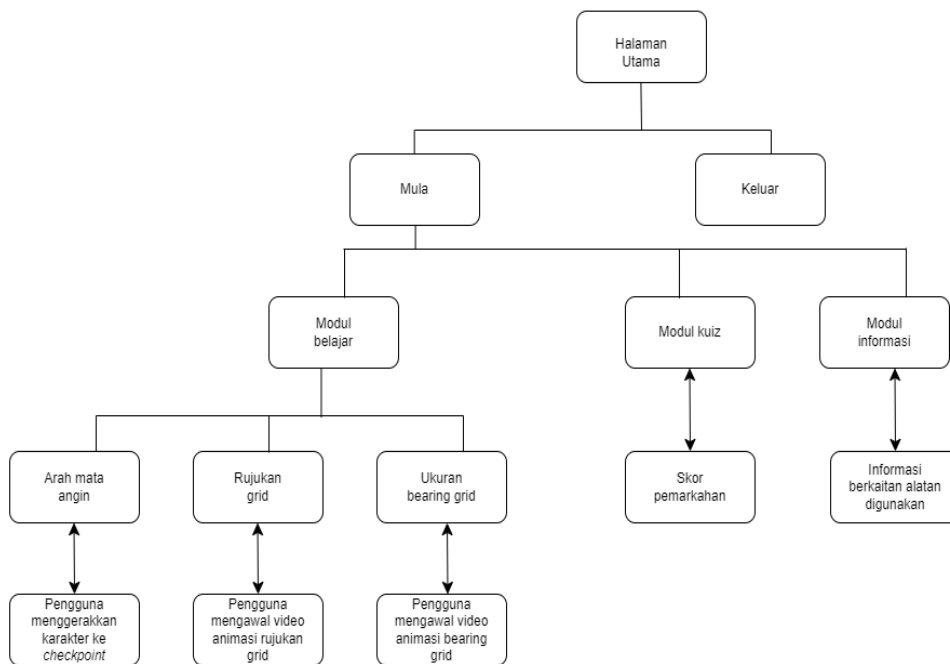 Halaman
Utama
Mula
Keluar
Modul
belajar
Modul kuiz
Modul
informasi
Arah mata
angin
Rujukan
grid
Ukuran
bearing grid
Skor
pemarkahan
Informasi
berkaitan alatan
digunakan
Pengguna
menggerakkan
karakter ke
checkpoint
Pengguna
mengawal video
animasi rujukan
grid
Pengguna
mengawal video
animasi bearing
grid